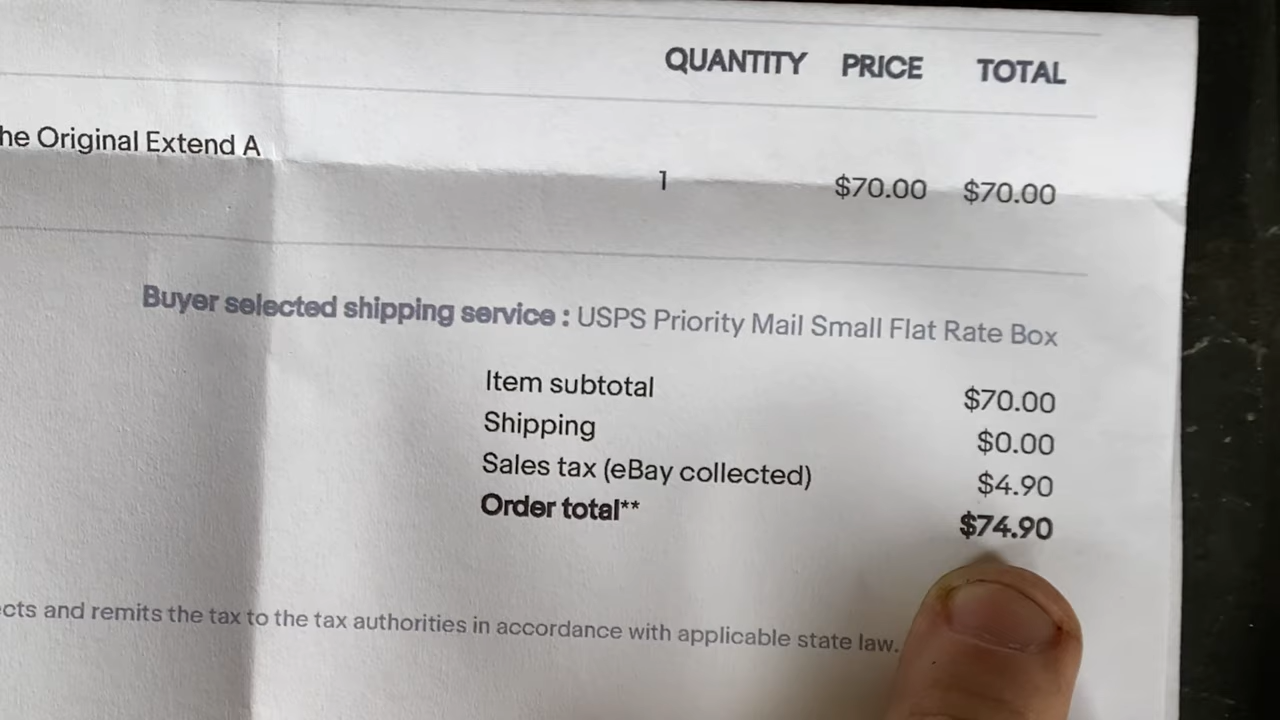 QUANTITY PRICE TOTAL
he Original Extend A
1 $70.00 $70.00
Buyer selected shipping service : USPS Priority Mail Small Flat Rate Box
Item subtotal $70.00
Shipping $0.00
Sales tax (eBay collected) $4.90
Order total** $74.90
cts and remits the tax to the tax authorities in accordance with applicable state law.